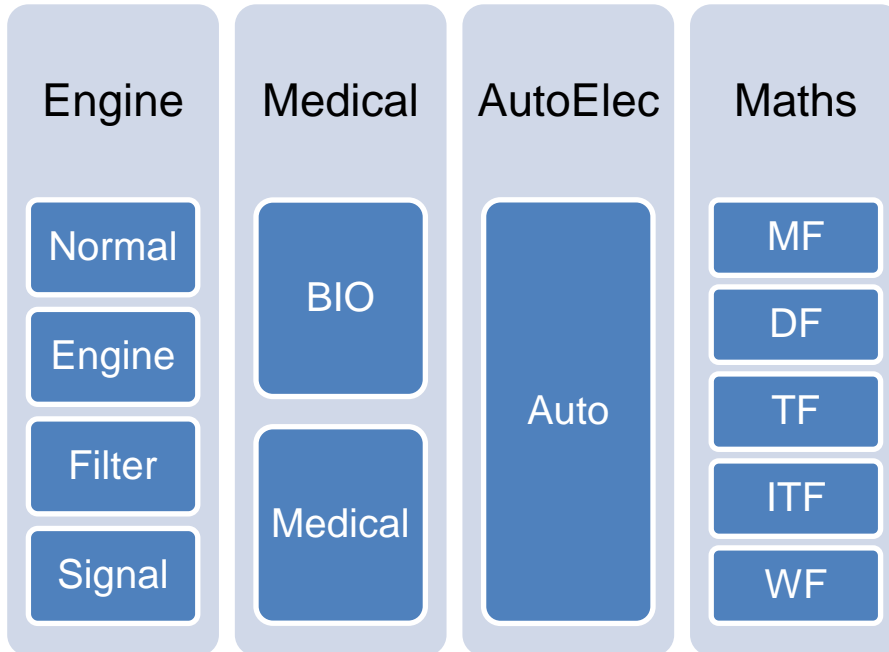 Engine
Normal
Engine
Filter
Signal
Medical
BIO
Medical
AutoElec
Auto
Maths
MF
DF
TF
ITF
WF